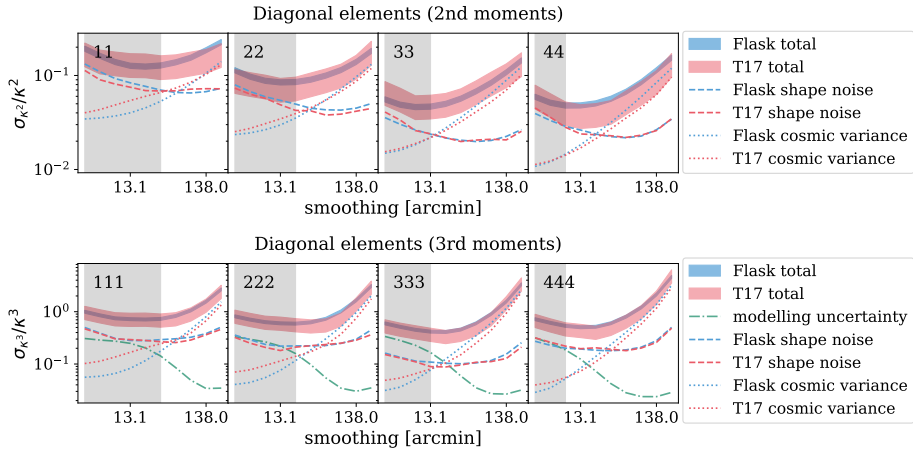 Diagonal elements (2nd moments)
11 22 33 44
σ_κ²/κ²
10⁻¹
10⁻²
13.1 138.0 13.1 138.0 13.1 138.0 13.1 138.0
smoothing [arcmin]
Flask total
T17 total
Flask shape noise
T17 shape noise
Flask cosmic variance
T17 cosmic variance
Diagonal elements (3rd moments)
111 222 333 444
σ_κ³/κ³
10⁰
10⁻¹
13.1 138.0 13.1 138.0 13.1 138.0 13.1 138.0
smoothing [arcmin]
Flask total
T17 total
modelling uncertainty
Flask shape noise
T17 shape noise
Flask cosmic variance
T17 cosmic variance